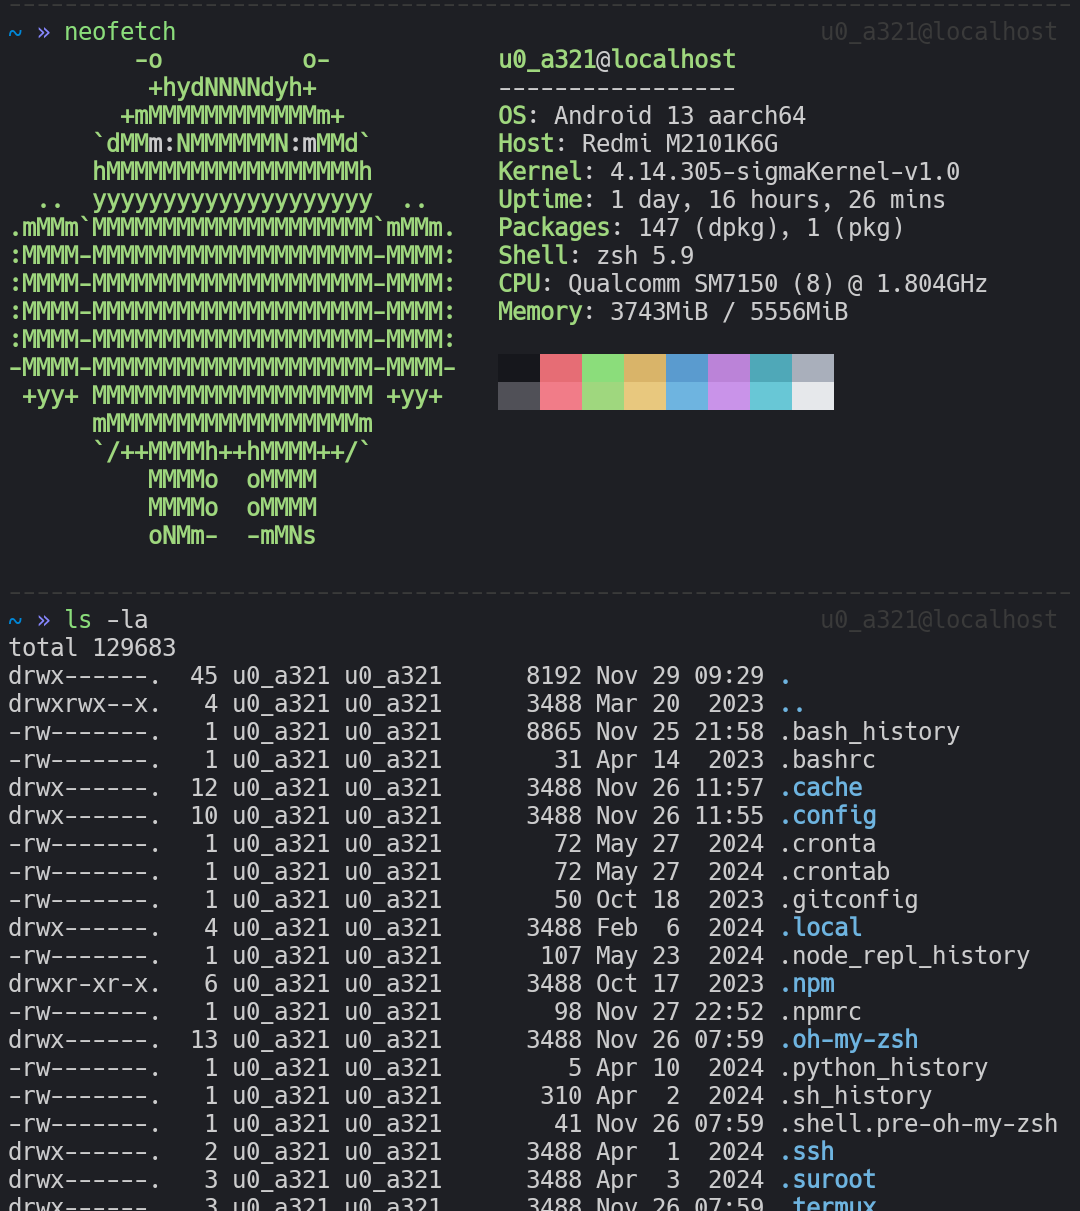 ~ » neofetch u0_a321@localhost
-o o- u0_a321@localhost
+hydNNNNdyh+ -----------------
+mMMMMMMMMMMMMm+ OS: Android 13 aarch64
`dMMm:NMMMMMMN:mMMd` Host: Redmi M2101K6G
hMMMMMMMMMMMMMMMMMMh Kernel: 4.14.305-sigmaKernel-v1.0
.. yyyyyyyyyyyyyyyyyyyy .. Uptime: 1 day, 16 hours, 26 mins
.mMMm`MMMMMMMMMMMMMMMMMMMM`mMMm. Packages: 147 (dpkg), 1 (pkg)
:MMMM-MMMMMMMMMMMMMMMMMMMM-MMMM: Shell: zsh 5.9
:MMMM-MMMMMMMMMMMMMMMMMMMM-MMMM: CPU: Qualcomm SM7150 (8) @ 1.804GHz
:MMMM-MMMMMMMMMMMMMMMMMMMM-MMMM: Memory: 3743MiB / 5556MiB
:MMMM-MMMMMMMMMMMMMMMMMMMM-MMMM:
-MMMM-MMMMMMMMMMMMMMMMMMMM-MMMM-
+yy+ MMMMMMMMMMMMMMMMMMMM +yy+
mMMMMMMMMMMMMMMMMMMm
`/++MMMMh++hMMMM++/`
MMMMo oMMMM
MMMMo oMMMM
oNMm- -mMNs
~ » ls -la u0_a321@localhost
total 129683
drwx------. 45 u0_a321 u0_a321 8192 Nov 29 09:29 .
drwxrwx--x. 4 u0_a321 u0_a321 3488 Mar 20 2023 ..
-rw-------. 1 u0_a321 u0_a321 8865 Nov 25 21:58 .bash_history
-rw-------. 1 u0_a321 u0_a321 31 Apr 14 2023 .bashrc
drwx------. 12 u0_a321 u0_a321 3488 Nov 26 11:57 .cache
drwx------. 10 u0_a321 u0_a321 3488 Nov 26 11:55 .config
-rw-------. 1 u0_a321 u0_a321 72 May 27 2024 .cronta
-rw-------. 1 u0_a321 u0_a321 72 May 27 2024 .crontab
-rw-------. 1 u0_a321 u0_a321 50 Oct 18 2023 .gitconfig
drwx------. 4 u0_a321 u0_a321 3488 Feb 6 2024 .local
-rw-------. 1 u0_a321 u0_a321 107 May 23 2024 .node_repl_history
drwxr-xr-x. 6 u0_a321 u0_a321 3488 Oct 17 2023 .npm
-rw-------. 1 u0_a321 u0_a321 98 Nov 27 22:52 .npmrc
drwx------. 13 u0_a321 u0_a321 3488 Nov 26 07:59 .oh-my-zsh
-rw-------. 1 u0_a321 u0_a321 5 Apr 10 2024 .python_history
-rw-------. 1 u0_a321 u0_a321 310 Apr 2 2024 .sh_history
-rw-------. 1 u0_a321 u0_a321 41 Nov 26 07:59 .shell.pre-oh-my-zsh
drwx------. 2 u0_a321 u0_a321 3488 Apr 1 2024 .ssh
drwx------. 3 u0_a321 u0_a321 3488 Apr 3 2024 .suroot
drwx------. 3 u0_a321 u0_a321 3488 Nov 26 07:59 .termux